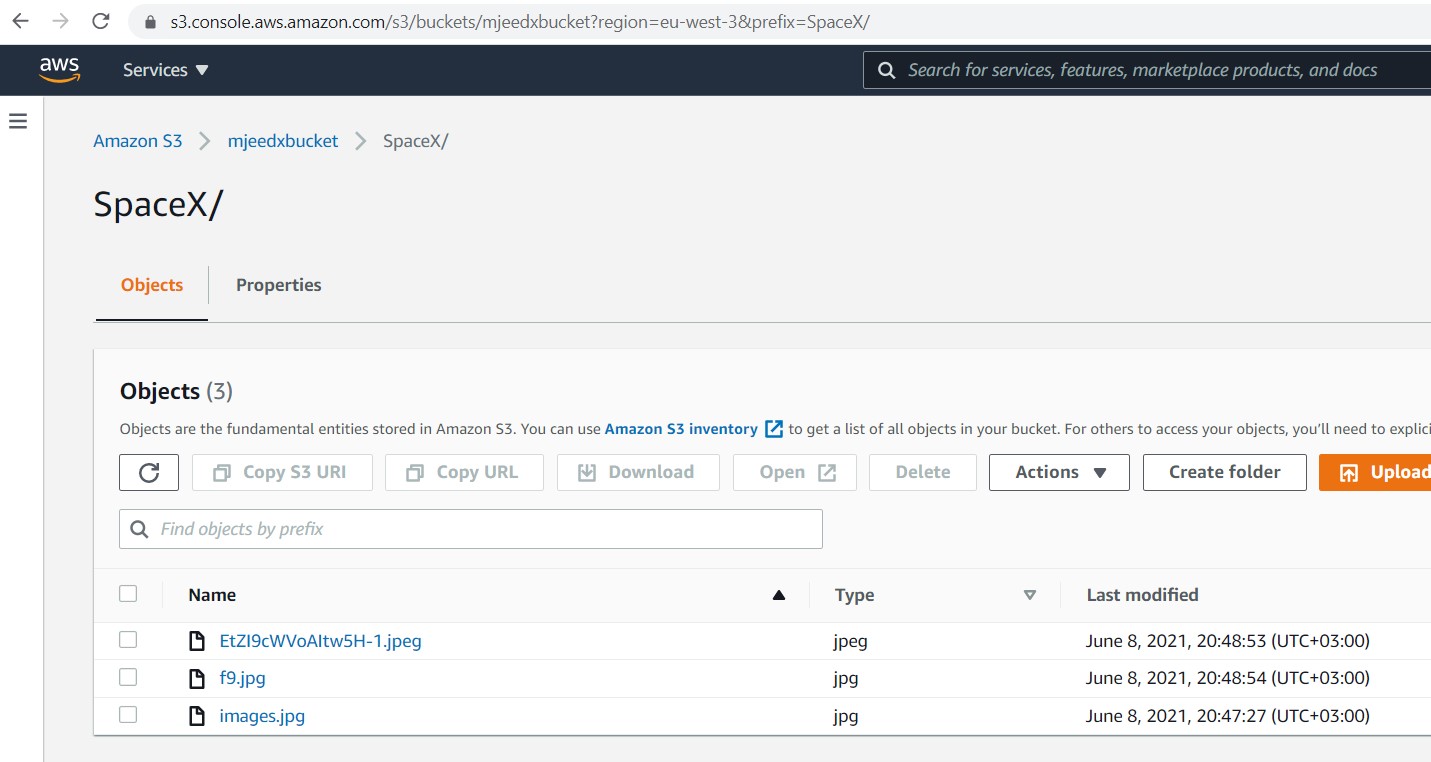 s3.console.aws.amazon.com/s3/buckets/mjeedxbucket?region=eu-west-3&prefix=SpaceX/
aws Services Search for services, features, marketplace products, and docs
Amazon S3 mjeedxbucket SpaceX/
SpaceX/
Objects Properties
Objects (3)
Objects are the fundamental entities stored in Amazon S3. You can use Amazon S3 inventory to get a list of all objects in your bucket. For others to access your objects, you'll need to explici
Copy S3 URI Copy URL Download Open Delete Actions Create folder Upload
Find objects by prefix
Name Type Last modified
EtZI9cWVoAItw5H-1.jpeg jpeg June 8, 2021, 20:48:53 (UTC+03:00)
f9.jpg jpg June 8, 2021, 20:48:54 (UTC+03:00)
images.jpg jpg June 8, 2021, 20:47:27 (UTC+03:00)